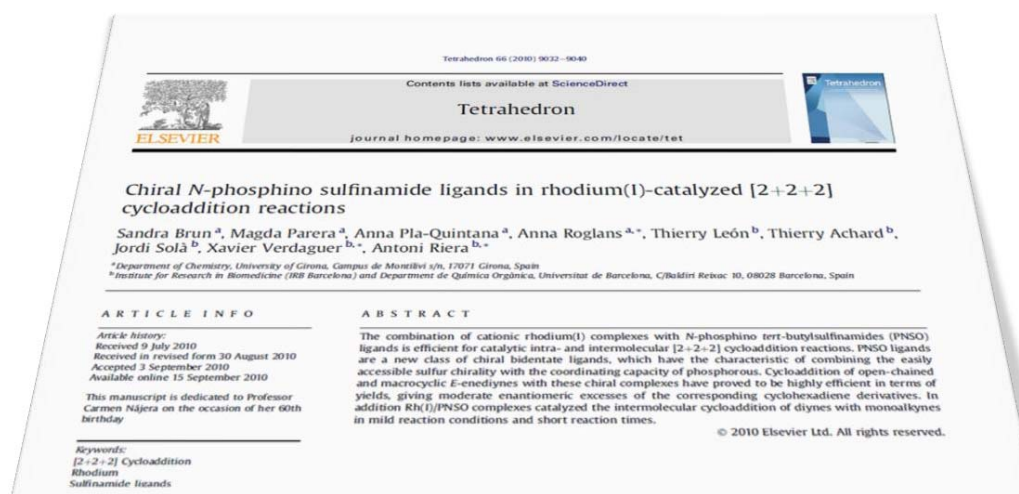 Tetrahedron 66 (2010) 9032–9040
Contents lists available at ScienceDirect
Tetrahedron
journal homepage: www.elsevier.com/locate/tet
ELSEVIER
Tetrahedron
Chiral N-phosphino sulfinamide ligands in rhodium(I)-catalyzed [2+2+2]
cycloaddition reactions
Sandra Brun a, Magda Parera a, Anna Pla-Quintana a, Anna Roglans a,*, Thierry León b, Thierry Achard b,
Jordi Solà b, Xavier Verdaguer b,*, Antoni Riera b,*
a Department of Chemistry, University of Girona, Campus de Montilivi s/n, 17071 Girona, Spain
b Institute for Research in Biomedicine (IRB Barcelona) and Department de Química Orgànica, Universitat de Barcelona, C/Baldiri Reixac 10, 08028 Barcelona, Spain
ARTICLE INFO
Article history:
Received 9 July 2010
Received in revised form 30 August 2010
Accepted 3 September 2010
Available online 15 September 2010
This manuscript is dedicated to Professor
Carmen Nájera on the occasion of her 60th
birthday
Keywords:
[2+2+2] Cycloaddition
Rhodium
Sulfinamide ligands
ABSTRACT
The combination of cationic rhodium(I) complexes with N-phosphino tert-butylsulfinamides (PNSO)
ligands is efficient for catalytic intra- and intermolecular [2+2+2] cycloaddition reactions. PNSO ligands
are a new class of chiral bidentate ligands, which have the characteristic of combining the easily
accessible sulfur chirality with the coordinating capacity of phosphorous. Cycloaddition of open-chained
and macrocyclic E-enediynes with these chiral complexes have proved to be highly efficient in terms of
yields, giving moderate enantiomeric excesses of the corresponding cyclohexadiene derivatives. In
addition Rh(I)/PNSO complexes catalyzed the intermolecular cycloaddition of diynes with monoalkynes
in mild reaction conditions and short reaction times.
© 2010 Elsevier Ltd. All rights reserved.